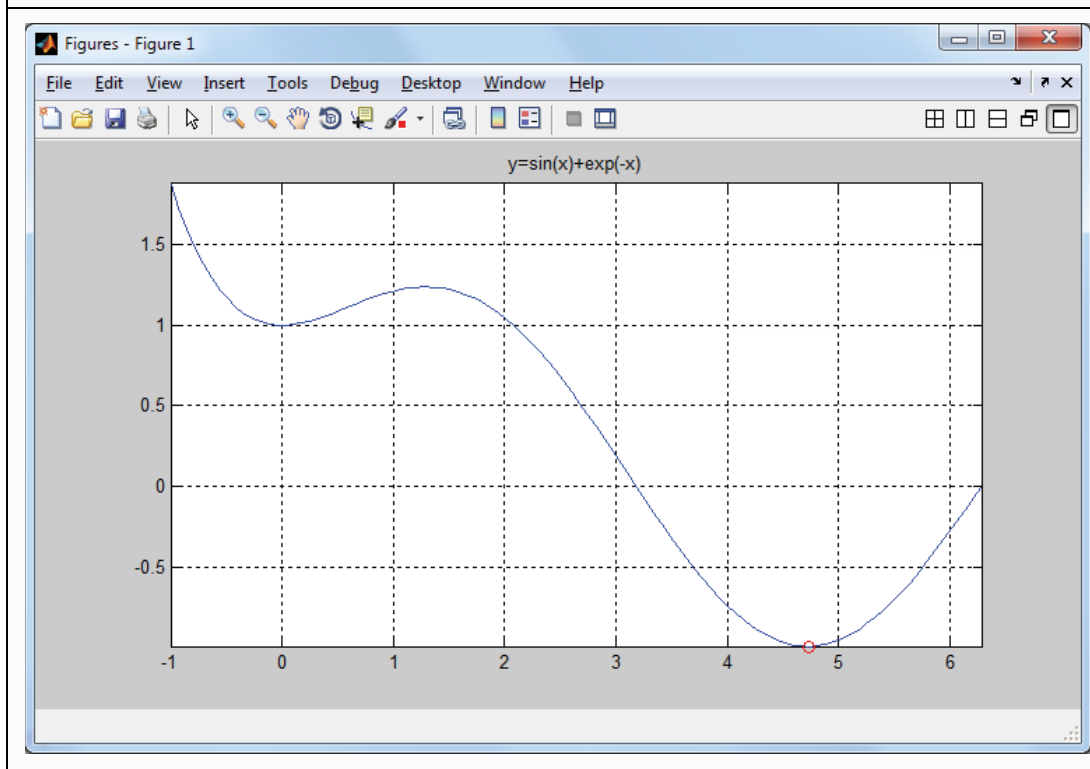 Figures - Figure 1
File Edit View Insert Tools Debug Desktop Window Help
y=sin(x)+exp(-x)
1.5
1
0.5
0
-0.5
-1 0 1 2 3 4 5 6